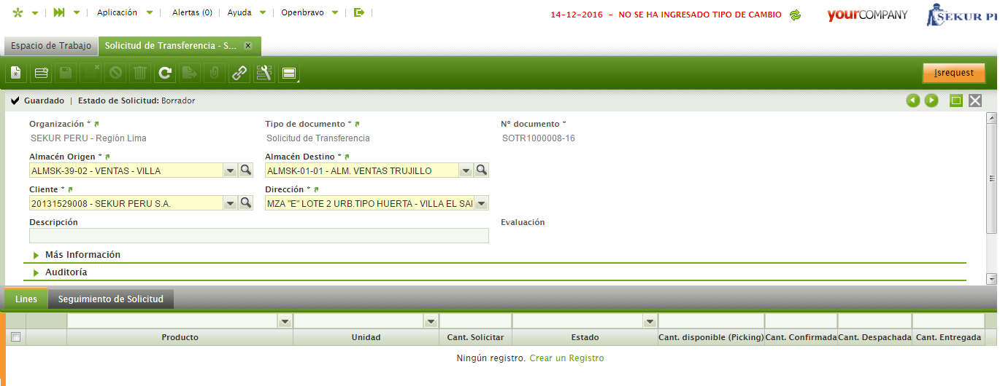 Aplicación Alertas (0) Ayuda Openbravo 14-12-2016 - NO SE HA INGRESADO TIPO DE CAMBIO yourCOMPANY SEKUR PE
Espacio de Trabajo Solicitud de Transferencia - S... x
Isrequest
Guardado | Estado de Solicitud: Borrador
Organización * Tipo de documento * Nº documento *
SEKUR PERU - Región Lima Solicitud de Transferencia SOTR1000008-16
Almacén Origen * Almacén Destino *
ALMSK-39-02 - VENTAS - VILLA ALMSK-01-01 - ALM. VENTAS TRUJILLO
Cliente * Dirección *
20131529008 - SEKUR PERU S.A. MZA "E" LOTE 2 URB.TIPO HUERTA - VILLA EL SAL
Descripción Evaluación
Más Información
Auditoría
Lines Seguimiento de Solicitud
Producto Unidad Cant. Solicitar Estado Cant. disponible (Picking) Cant. Confirmada Cant. Despachada Cant. Entregada
Ningún registro. Crear un Registro